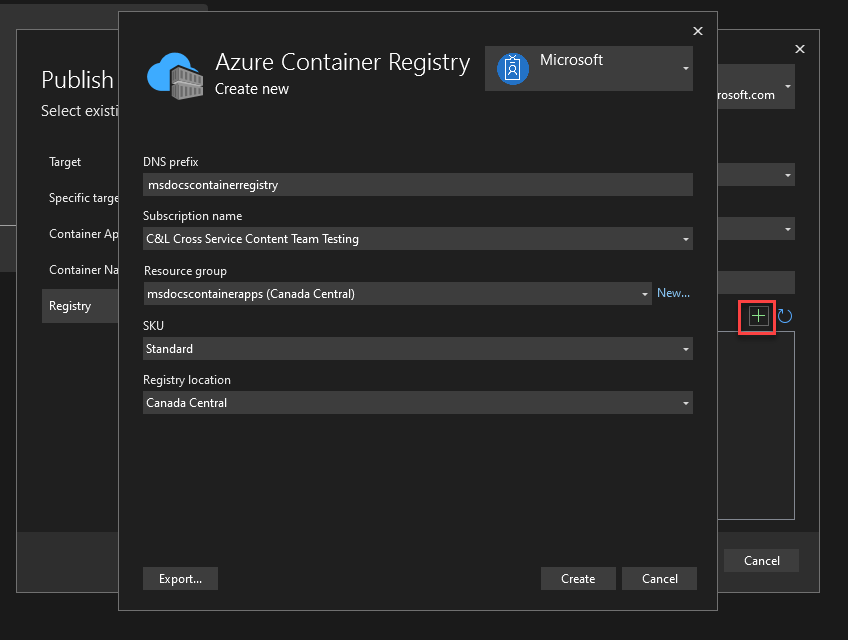 Azure Container Registry
Create new
Microsoft
DNS prefix
msdocscontainerregistry
Subscription name
C&L Cross Service Content Team Testing
Resource group
msdocscontainerapps (Canada Central)
New...
SKU
Standard
Registry location
Canada Central
Export...
Create
Cancel
Publish
Select existi
rosoft.com
Target
Specific targe
Container Ap
Container Na
Registry
Cancel